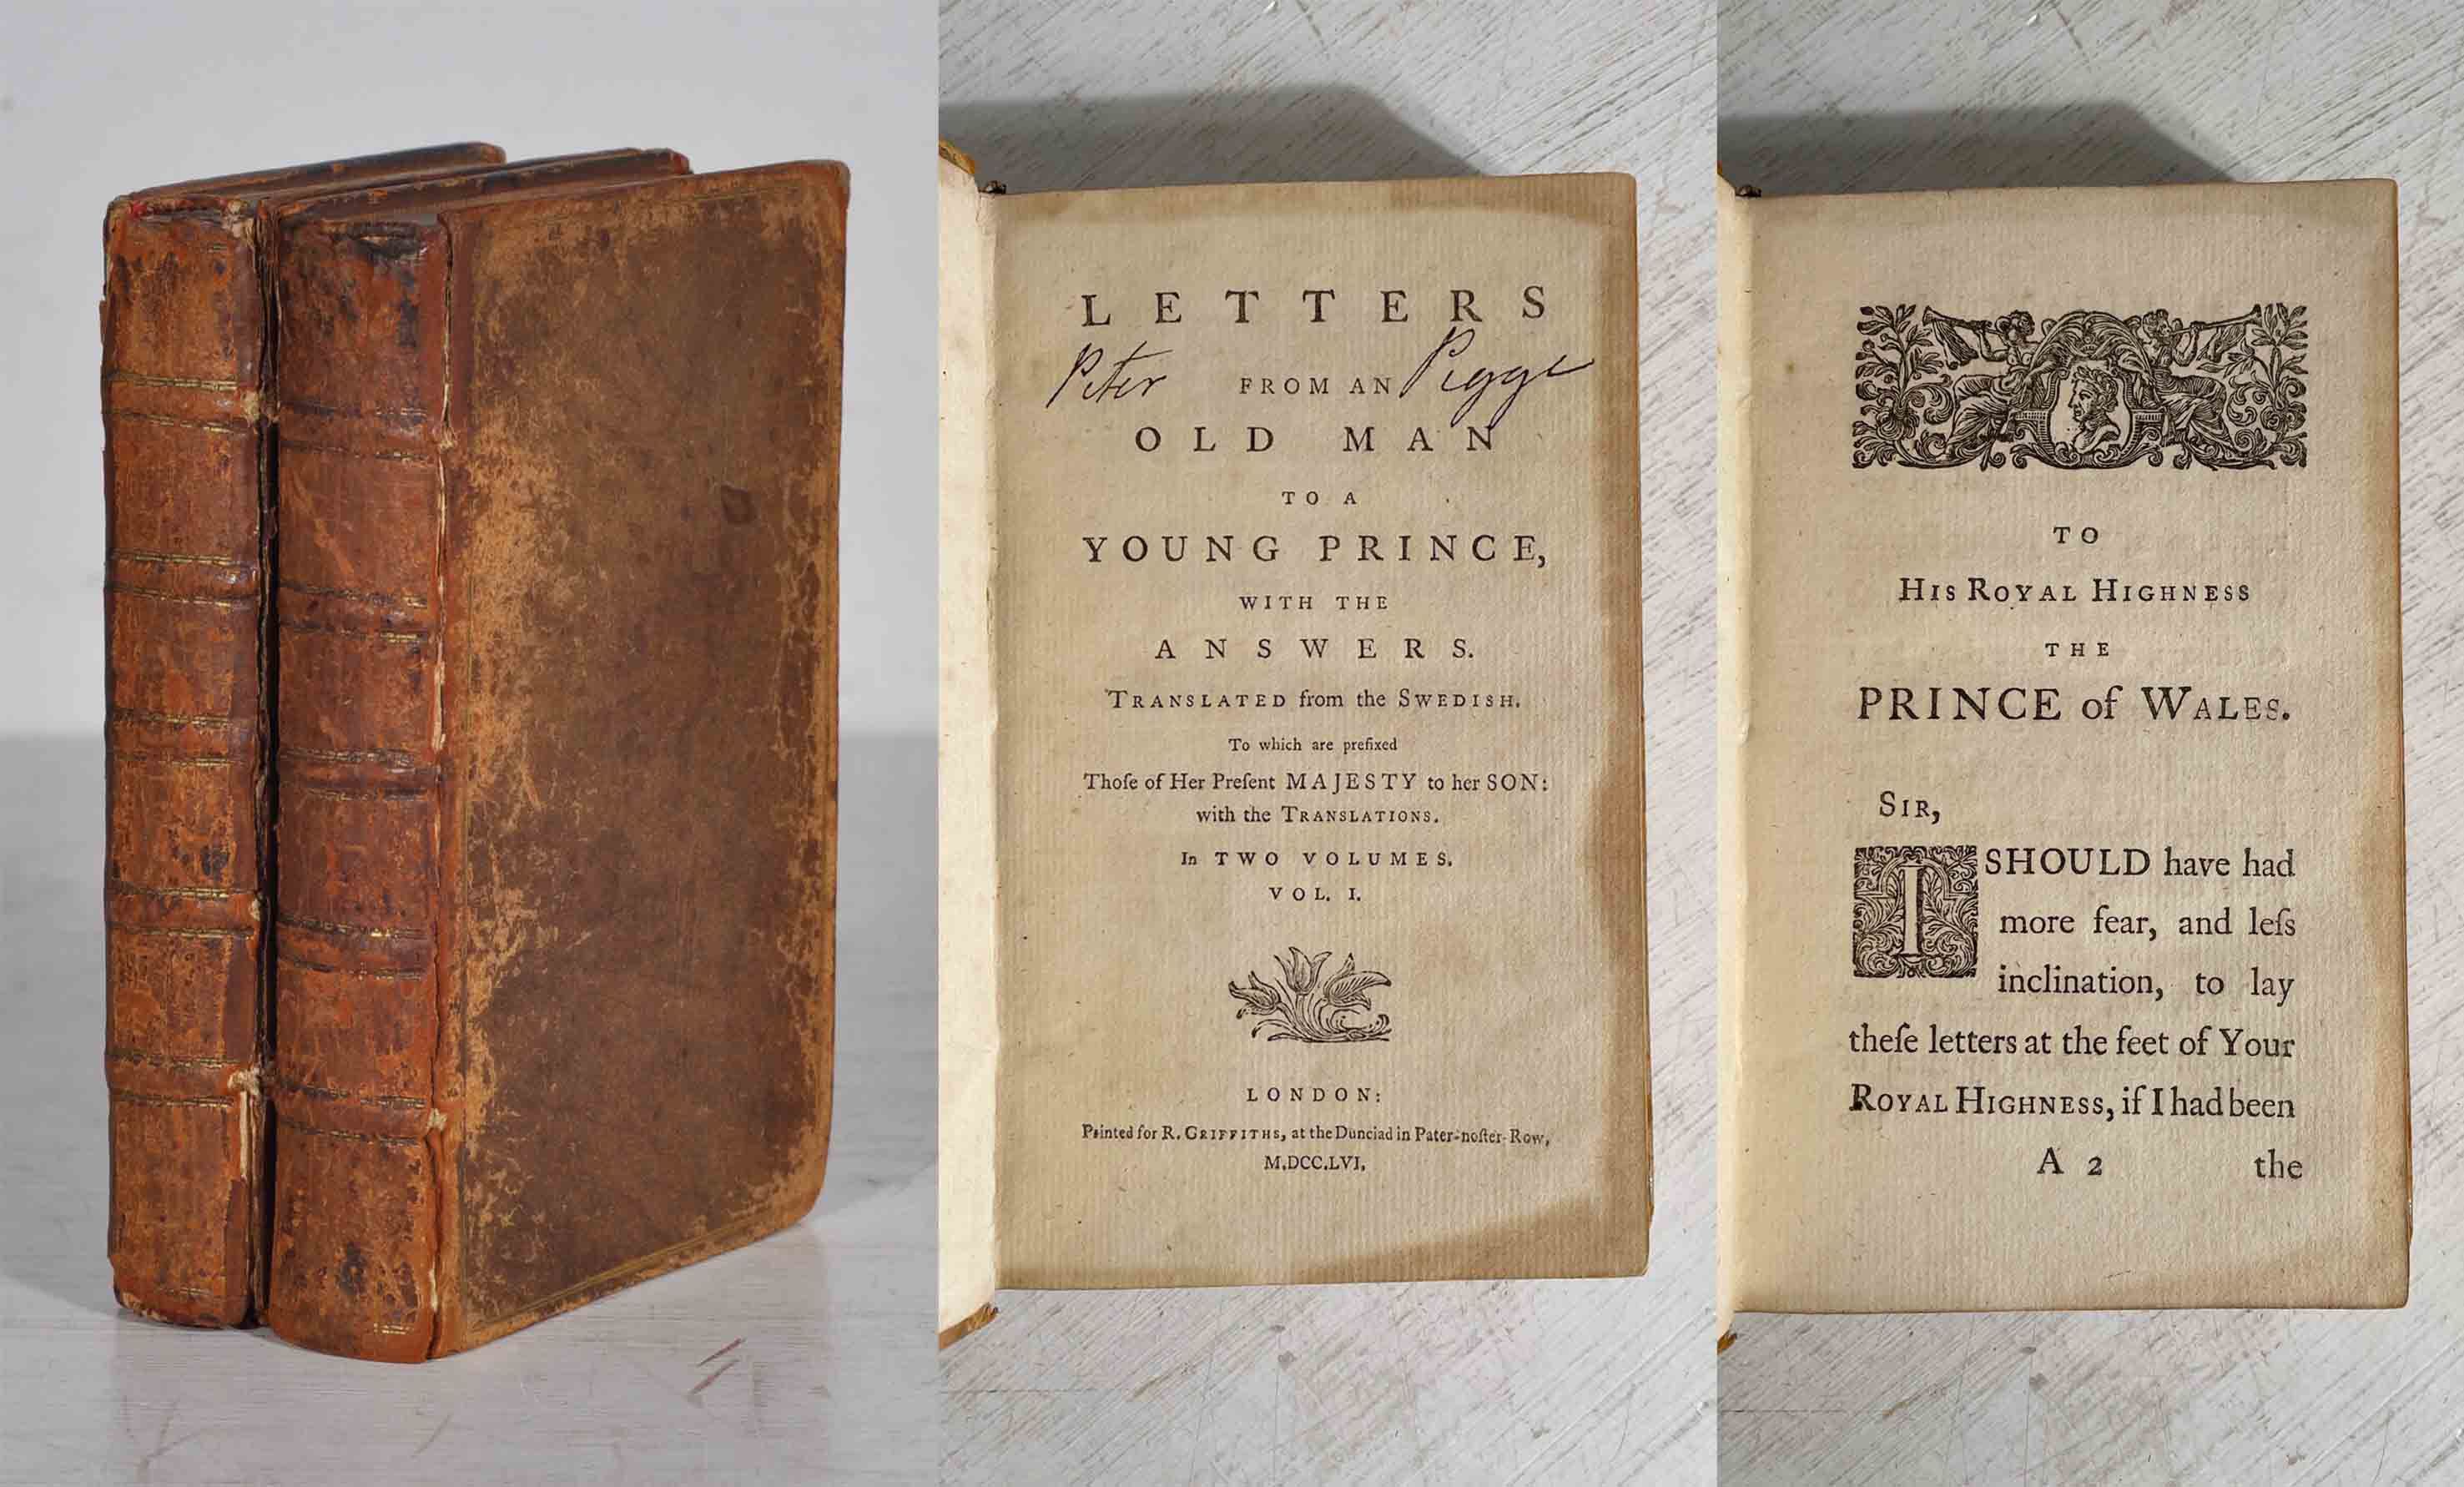 LETTERS
Peter FROM AN Pegge
OLD MAN
TO A
YOUNG PRINCE,
WITH THE
ANSWERS.
TRANSLATED from the SWEDISH.
To which are prefixed
Thoſe of Her Preſent MAJESTY to her SON:
with the TRANSLATIONS.
In TWO VOLUMES.
VOL. I.
LONDON:
Printed for R. GRIFFITHS, at the Dunciad in Pater-noſter-Row,
M.DCC.LVI.
TO
HIS ROYAL HIGHNESS
THE
PRINCE of WALES.
SIR,
I SHOULD have had
more fear, and leſs
inclination, to lay
theſe letters at the feet of Your
ROYAL HIGHNESS, if I had been
A 2 the